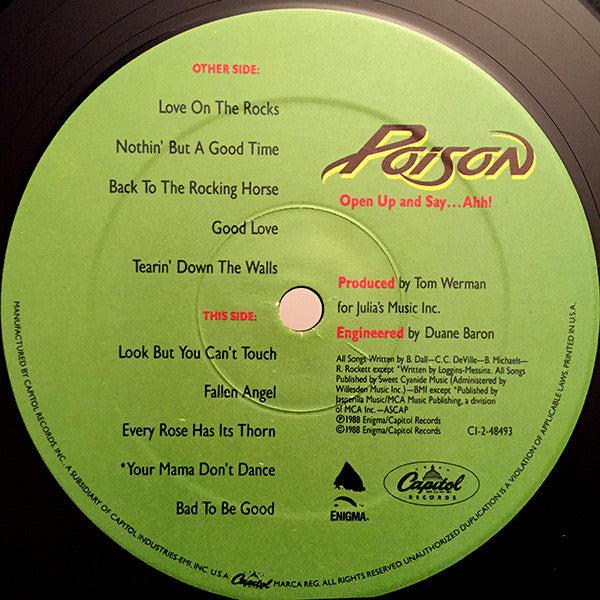 OTHER SIDE:
Love On The Rocks
Nothin' But A Good Time
Back To The Rocking Horse
Good Love
Tearin' Down The Walls
THIS SIDE:
Look But You Can't Touch
Fallen Angel
Every Rose Has Its Thorn
*Your Mama Don't Dance
Bad To Be Good
POISON
Open Up and Say...Ahh!
Produced by Tom Werman
for Julia's Music Inc.
Engineered by Duane Baron
All Songs Written by B. Dall—C.C. DeVille—B. Michaels—
R. Rockett except *Written by Loggins-Messina. All Songs
Published by Sweet Cyanide Music (Administered by
Willesden Music Inc.)—BMI except *Published by
Jasperilla Music/MCA Music Publishing, a division
of MCA Inc.—ASCAP
℗1988 Enigma/Capitol Records
©1988 Enigma/Capitol Records
C1-2-48493
ENIGMA®
Capitol
RECORDS
MANUFACTURED BY CAPITOL RECORDS, INC., A SUBSIDIARY OF CAPITOL INDUSTRIES-EMI, INC. U.S.A. Capitol MARCA REG. ALL RIGHTS RESERVED. UNAUTHORIZED DUPLICATION IS A VIOLATION OF APPLICABLE LAWS. PRINTED IN U.S.A.